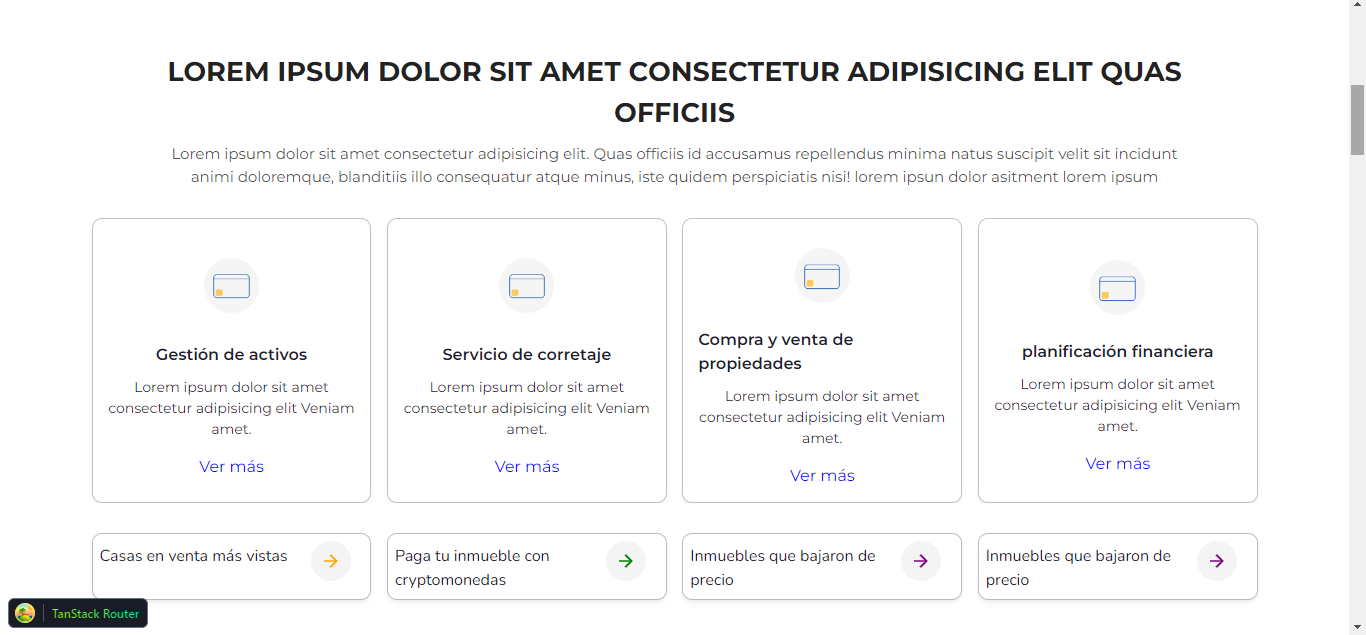 LOREM IPSUM DOLOR SIT AMET CONSECTETUR ADIPISICING ELIT QUAS
OFFICIIS
Lorem ipsum dolor sit amet consectetur adipisicing elit. Quas officiis id accusamus repellendus minima natus suscipit velit sit incidunt
animi doloremque, blanditiis illo consequatur atque minus, iste quidem perspiciatis nisi! lorem ipsun dolor asitment lorem ipsum
Gestión de activos
Lorem ipsum dolor sit amet
consectetur adipisicing elit Veniam
amet.
Ver más
Servicio de corretaje
Lorem ipsum dolor sit amet
consectetur adipisicing elit Veniam
amet.
Ver más
Compra y venta de
propiedades
Lorem ipsum dolor sit amet
consectetur adipisicing elit Veniam
amet.
Ver más
planificación financiera
Lorem ipsum dolor sit amet
consectetur adipisicing elit Veniam
amet.
Ver más
Casas en venta más vistas
Paga tu inmueble con
cryptomonedas
Inmuebles que bajaron de
precio
Inmuebles que bajaron de
precio
TanStack Router